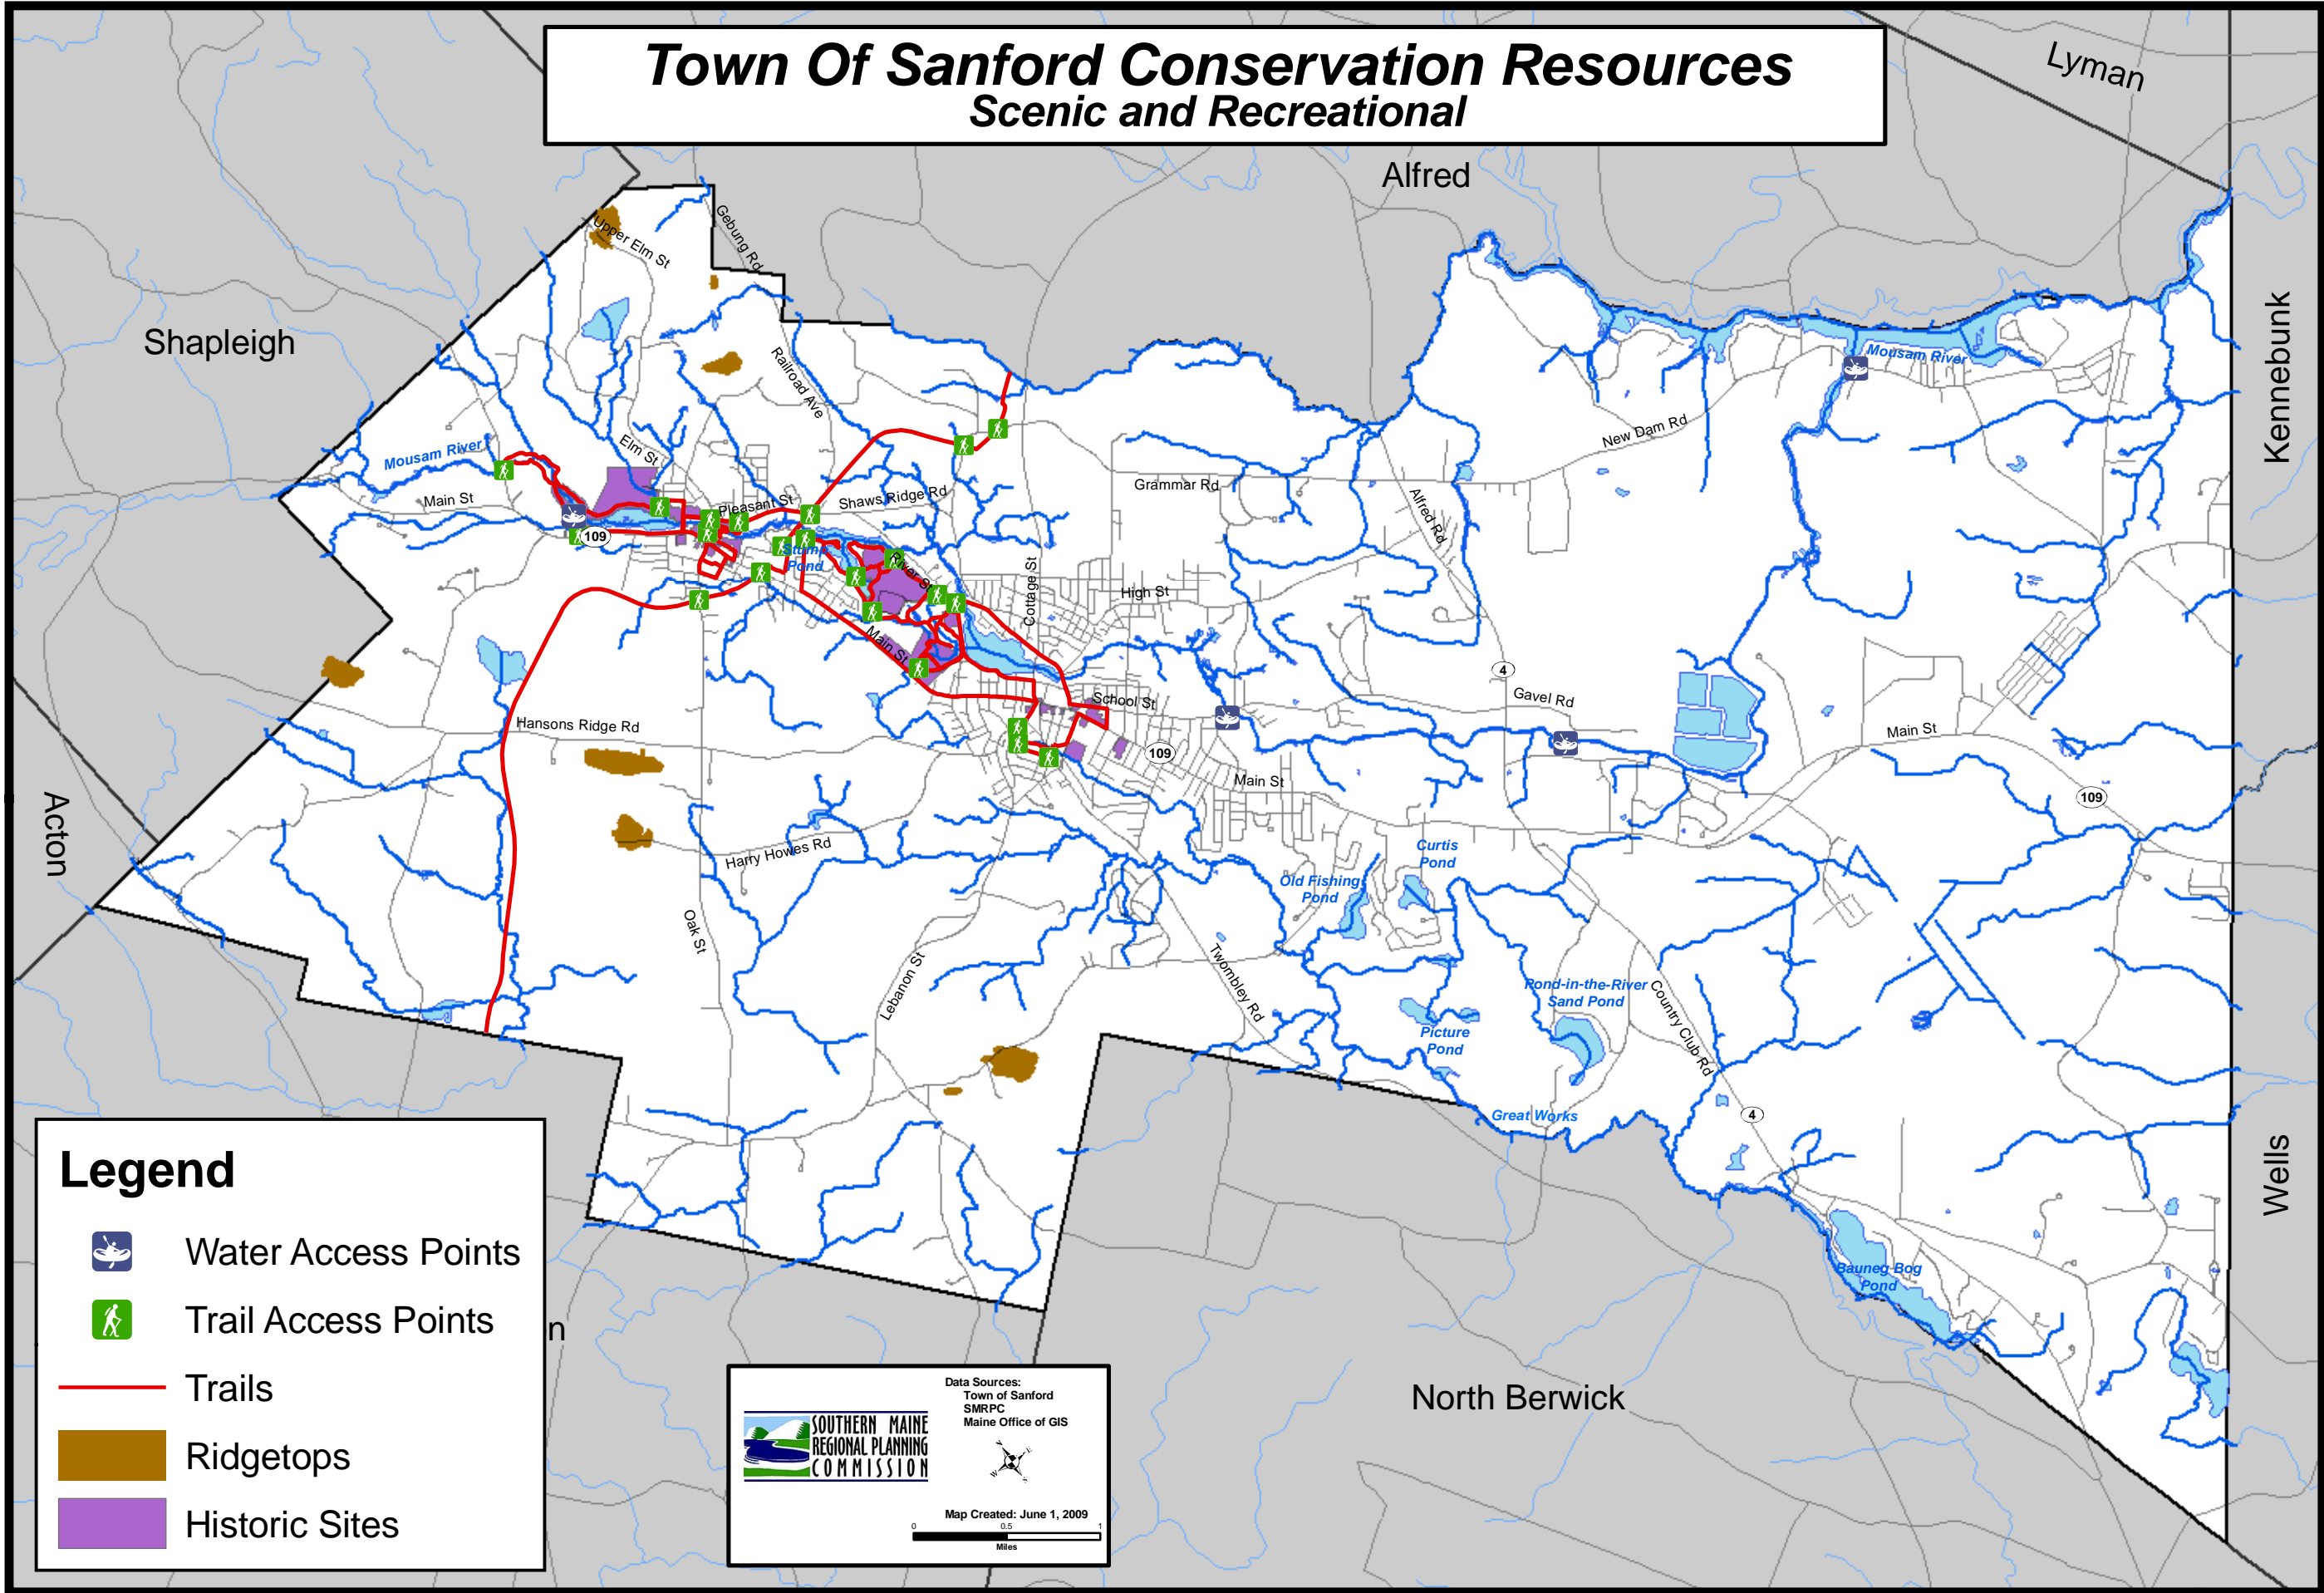 Town Of Sanford Conservation Resources
Scenic and Recreational
Lyman
Alfred
Shapleigh
Kennebunk
Acton
Wells
North Berwick
n
Upper Elm St
Gebung Rd
Railroad Ave
Elm St
Mousam River
Main St
109
Pleasant St
Shaws Ridge Rd
Stump
Pond
River St
Main St
Cottage St
High St
Grammar Rd
Alfred Rd
New Dam Rd
Mousam River
4
Gavel Rd
School St
109
Main St
Main St
109
Hansons Ridge Rd
Harry Howes Rd
Oak St
Lebanon St
Twombley Rd
Curtis
Pond
Old Fishing
Pond
Pond-in-the-River
Sand Pond
Picture
Pond
Country Club Rd
Great Works
4
Bauneg Bog
Pond
Legend
Water Access Points
Trail Access Points
Trails
Ridgetops
Historic Sites
SOUTHERN MAINE
REGIONAL PLANNING
COMMISSION
Data Sources:
Town of Sanford
SMRPC
Maine Office of GIS
Map Created: June 1, 2009
0 0.5 1
Miles